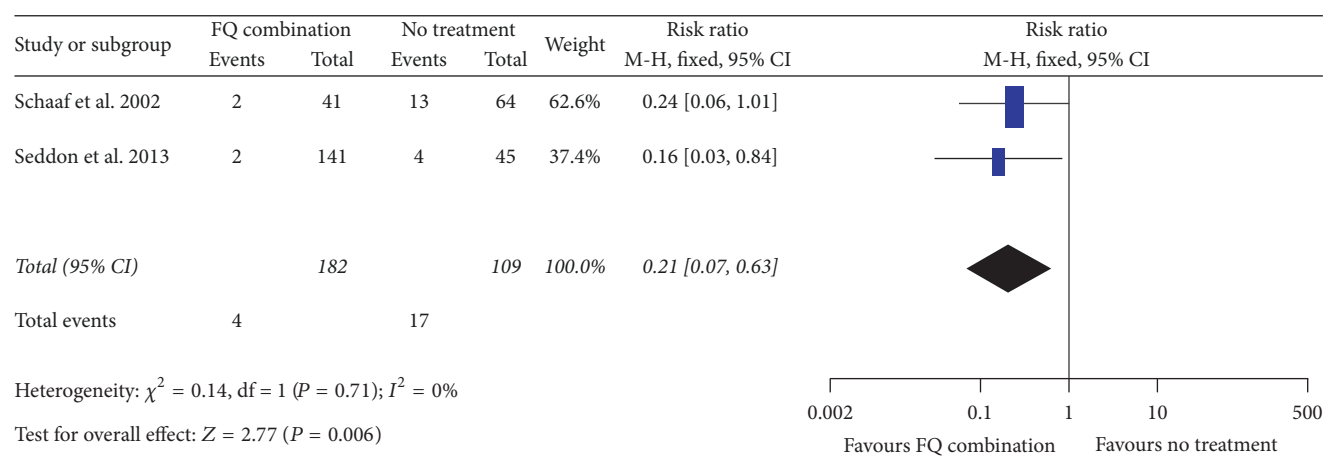 Study or subgroup FQ combination No treatment Weight Risk ratio Risk ratio
Events Total Events Total M-H, fixed, 95% CI M-H, fixed, 95% CI
Schaaf et al. 2002 2 41 13 64 62.6% 0.24 [0.06, 1.01]
Seddon et al. 2013 2 141 4 45 37.4% 0.16 [0.03, 0.84]
Total (95% CI) 182 109 100.0% 0.21 [0.07, 0.63]
Total events 4 17
Heterogeneity: χ² = 0.14, df = 1 (P = 0.71); I² = 0%
Test for overall effect: Z = 2.77 (P = 0.006)
0.002 0.1 1 10 500
Favours FQ combination Favours no treatment